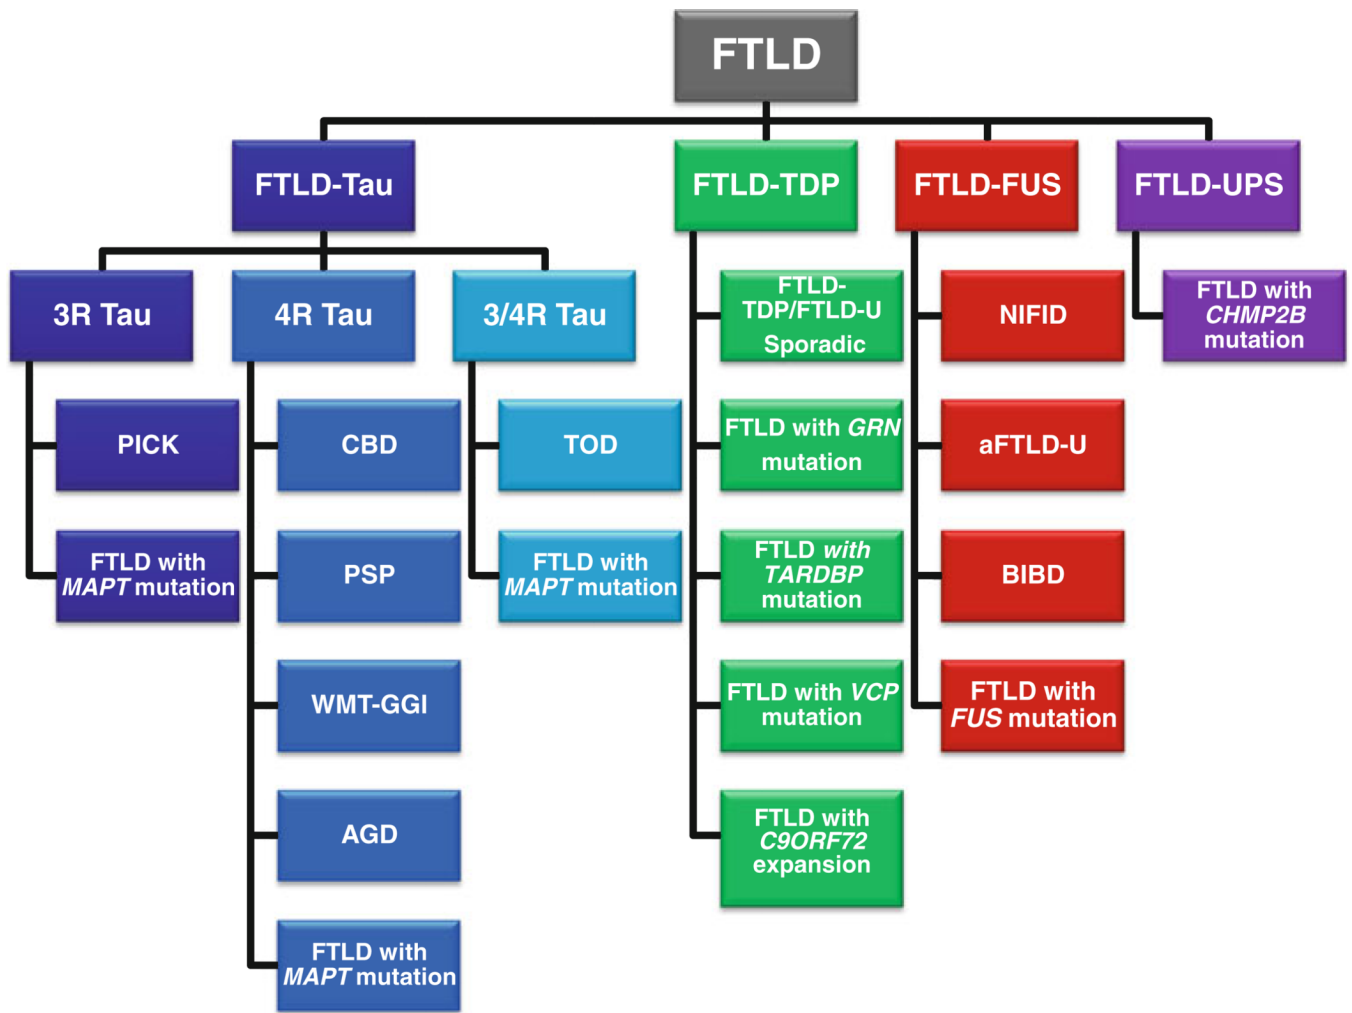 FTLD
FTLD-Tau
FTLD-TDP
FTLD-FUS
FTLD-UPS
3R Tau
4R Tau
3/4R Tau
FTLD-
TDP/FTLD-U
Sporadic
NIFID
FTLD with
CHMP2B
mutation
PICK
CBD
TOD
FTLD with GRN
mutation
aFTLD-U
FTLD with
MAPT mutation
PSP
FTLD with
MAPT mutation
FTLD with
TARDBP
mutation
BIBD
WMT-GGI
FTLD with VCP
mutation
FTLD with
FUS mutation
AGD
FTLD with
C9ORF72
expansion
FTLD with
MAPT mutation